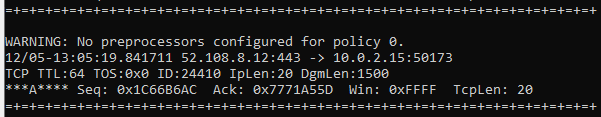 =+=+=+=+=+=+=+=+=+=+=+=+=+=+=+=+=+=+=+=+=+=+=+=+=+=+=+=+=+=+=+=+=+=+=+=+=+
WARNING: No preprocessors configured for policy 0.
12/05-13:05:19.841711 52.108.8.12:443 -> 10.0.2.15:50173
TCP TTL:64 TOS:0x0 ID:24410 IpLen:20 DgmLen:1500
***A**** Seq: 0x1C66B6AC  Ack: 0x7771A55D  Win: 0xFFFF  TcpLen: 20
=+=+=+=+=+=+=+=+=+=+=+=+=+=+=+=+=+=+=+=+=+=+=+=+=+=+=+=+=+=+=+=+=+=+=+=+=+